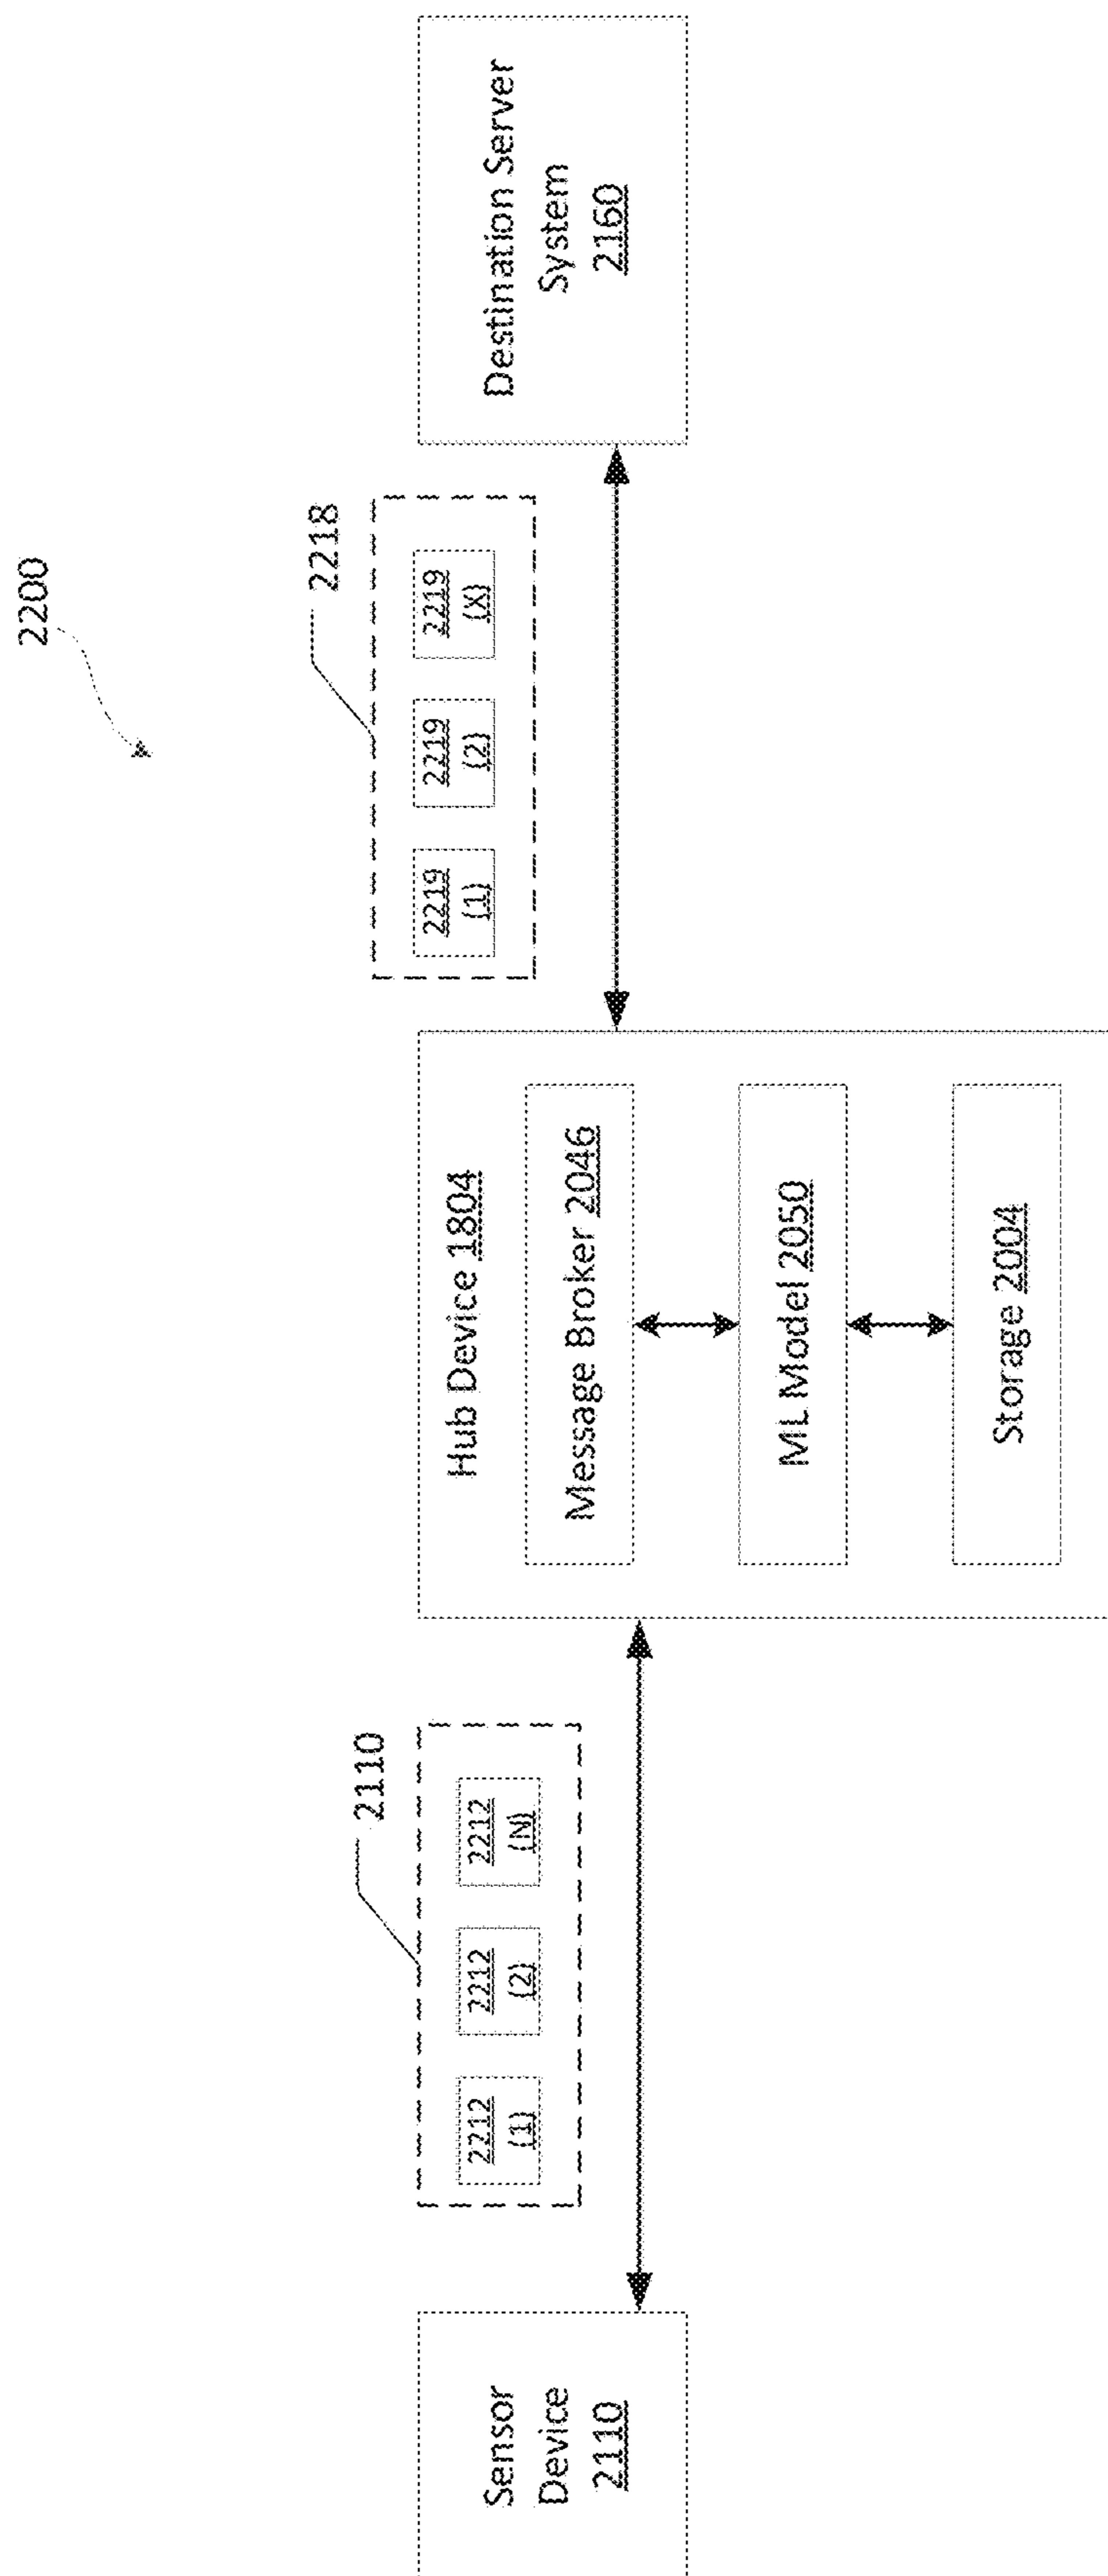 2200
2110
2218
Sensor
Device
2110
2212
(1)
2212
(2)
2212
(N)
Hub Device 1804
Message Broker 2046
ML Model 2050
Storage 2004
2219
(1)
2219
(2)
2219
(X)
Destination Server
System
2160